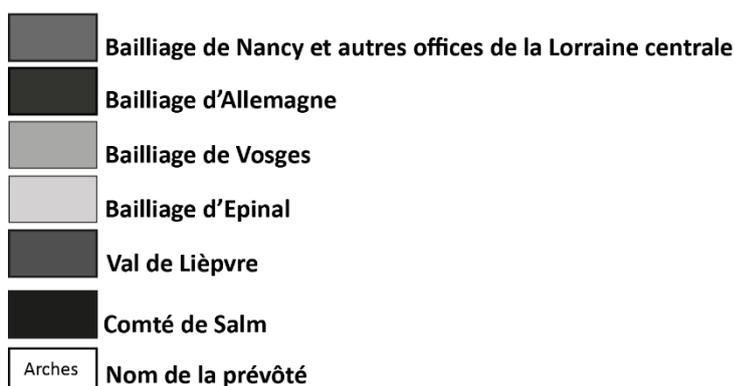 Bailliage de Nancy et autres offices de la Lorraine centrale
Bailliage d’Allemagne
Bailliage de Vosges
Bailliage d’Epinal
Val de Lièpvre
Comté de Salm
Arches Nom de la prévôté